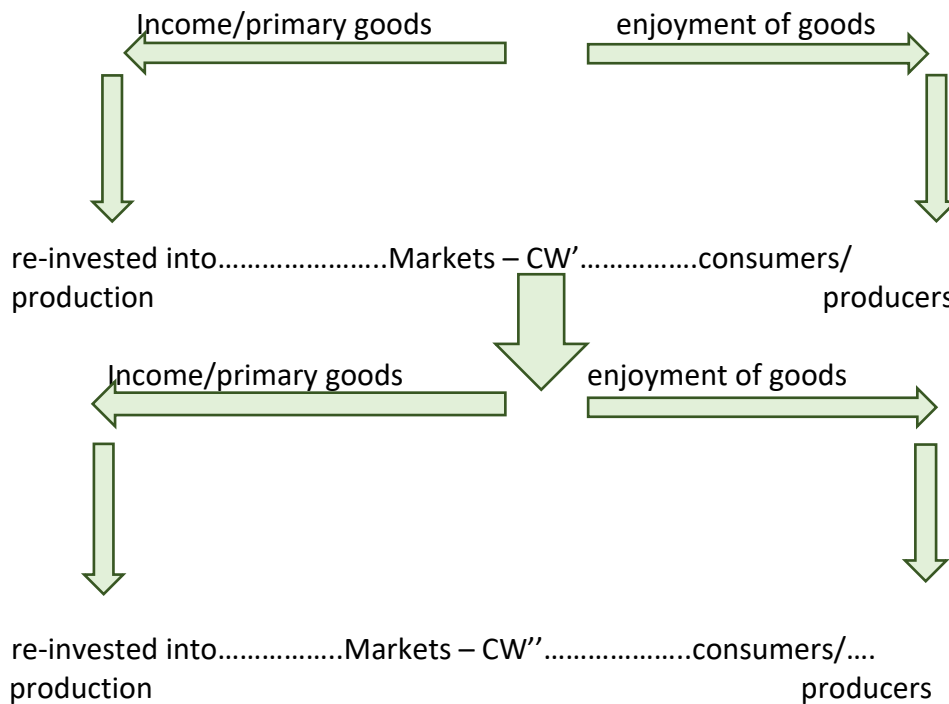 Income/primary goods enjoyment of goods
re-invested into........................Markets – CW’.................consumers/
production producers
Income/primary goods enjoyment of goods
re-invested into..................Markets – CW’’.....................consumers/....
production producers